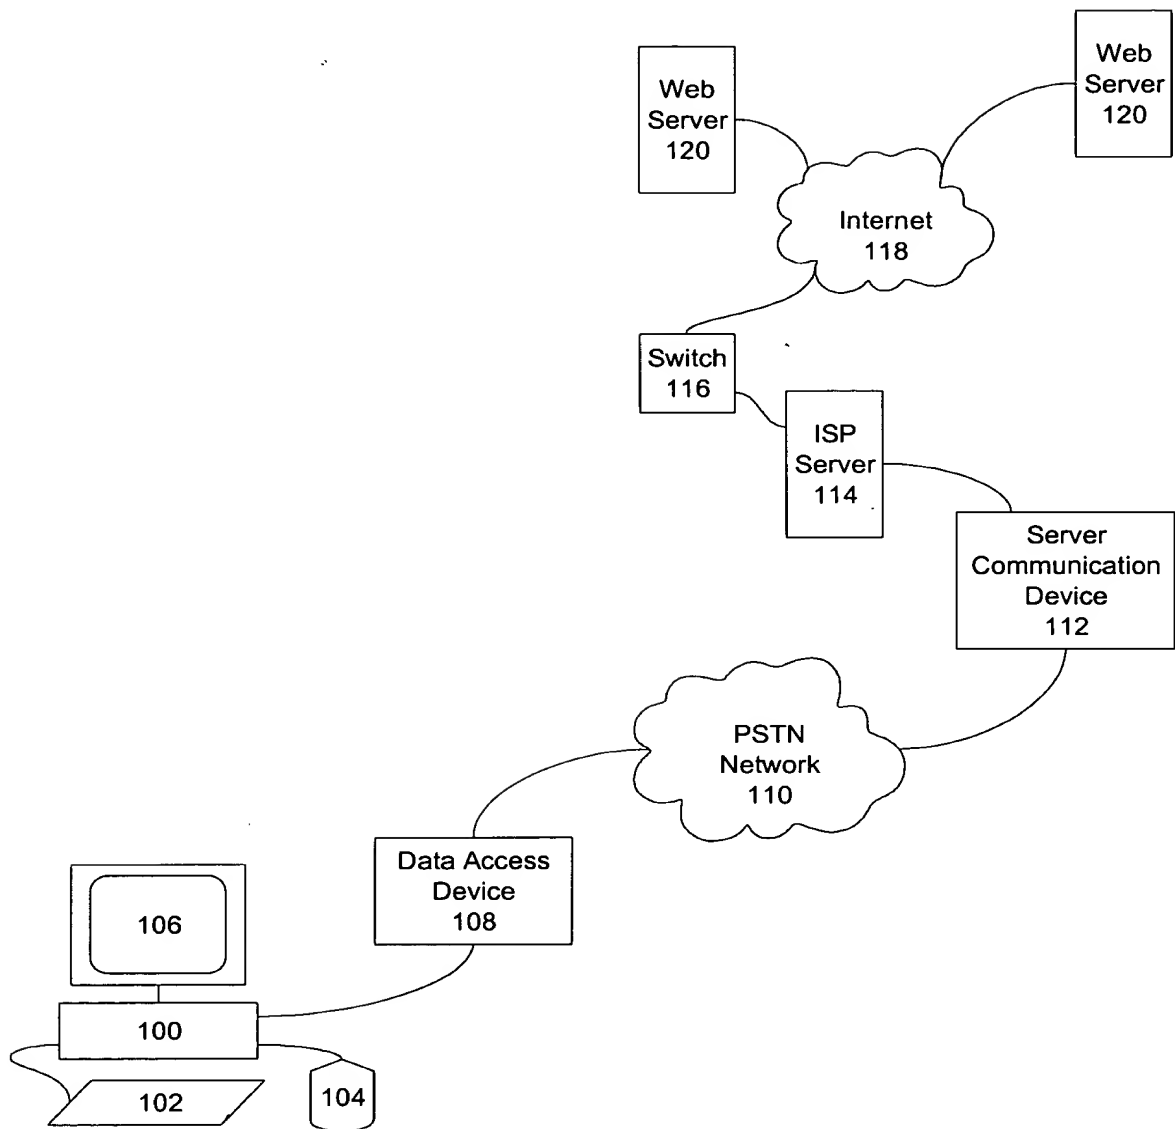 Web
Server
120
Web
Server
120
Internet
118
Switch
116
ISP
Server
114
Server
Communication
Device
112
PSTN
Network
110
Data Access
Device
108
106
100
102
104